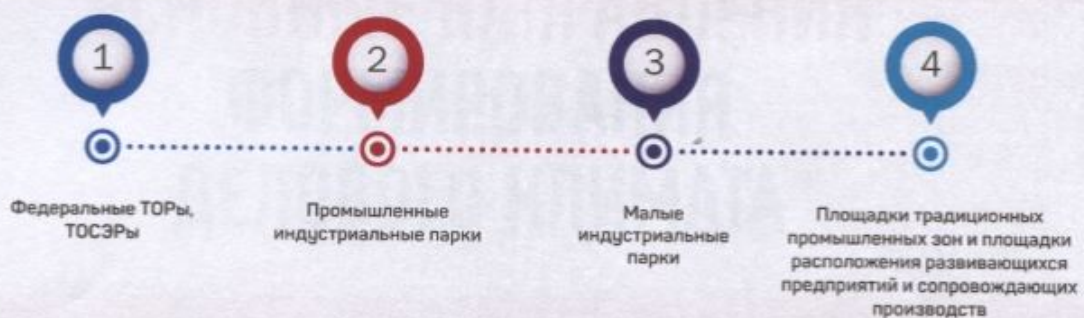 1
2
3
4
Федеральные ТОРы,
ТОСЭРы
Промышленные
индустриальные парки
Малые
индустриальные
парки
Площадки традиционных
промышленных зон и площадки
расположения развивающихся
предприятий и сопровождающих
производств